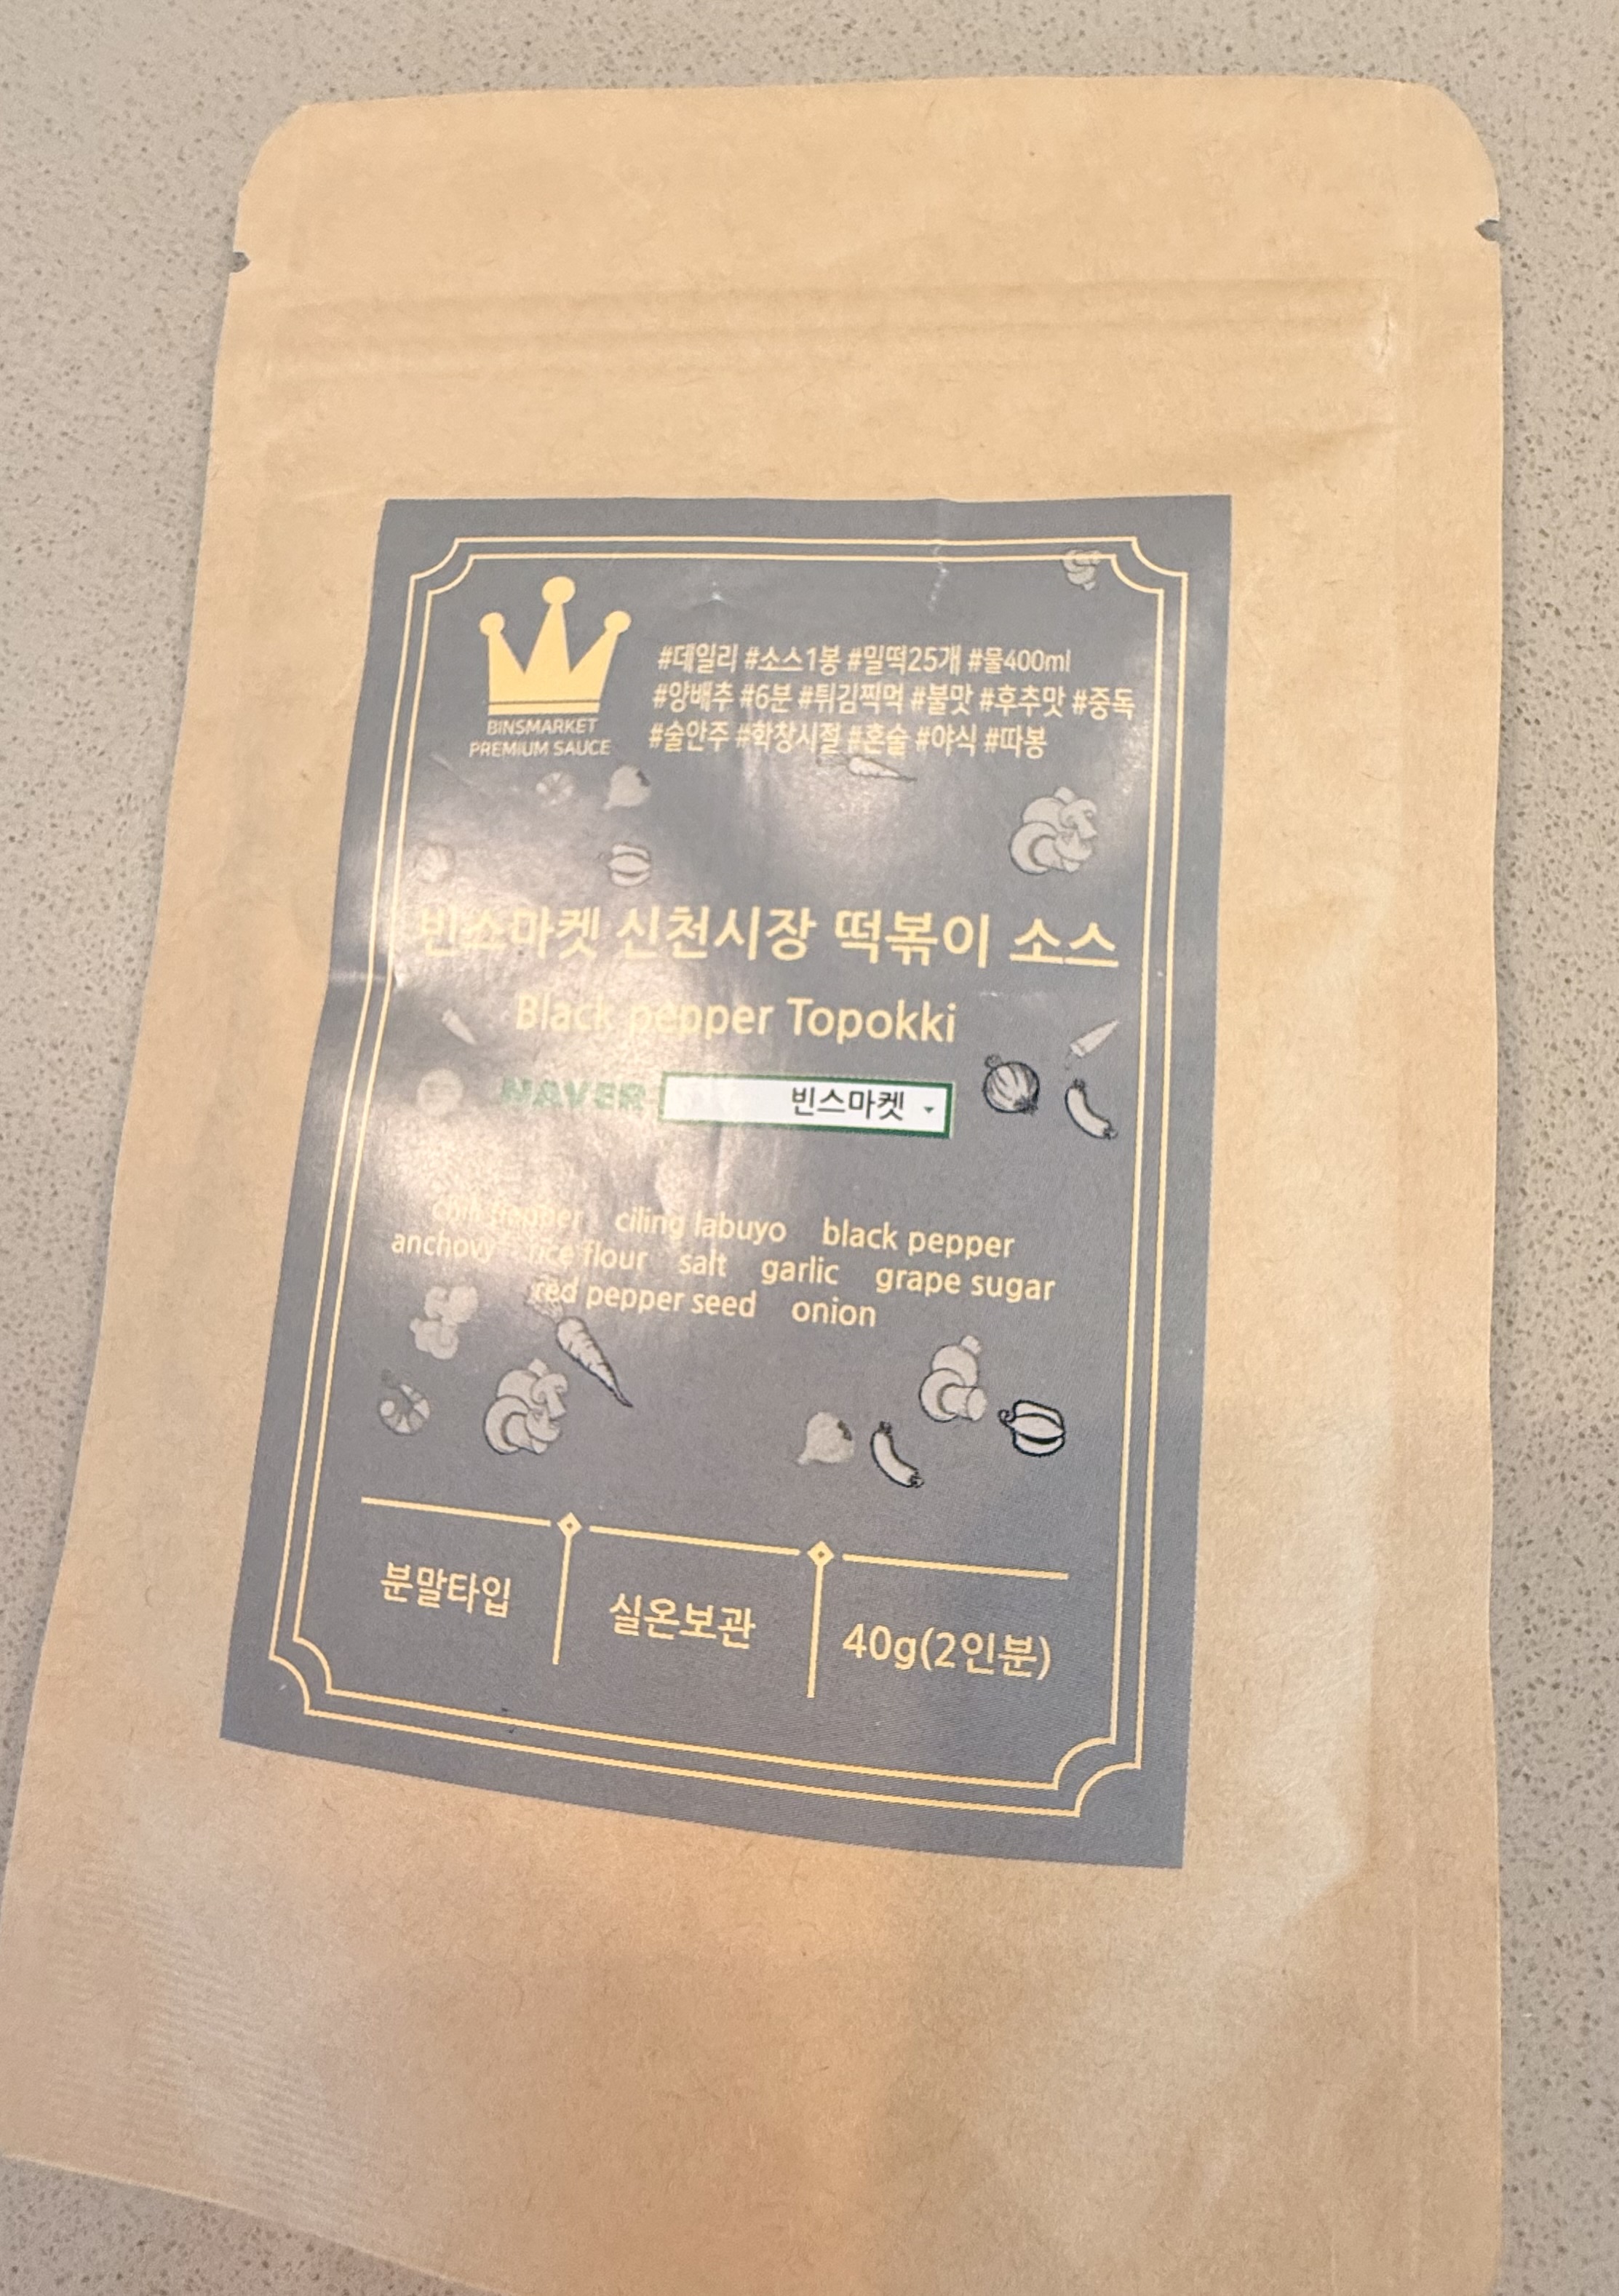 #데일리 #소스1봉 #밀떡25개 #물400ml
#양배추 #6분 #튀김찍먹 #불맛 #후추맛 #중독
#술안주 #학창시절 #혼술 #야식 #따봉
BINSMARKET
PREMIUM SAUCE
빈스마켓 신천시장 떡볶이 소스
Black pepper Topokki
NAVER 빈스마켓
chili pepper ciling labuyo black pepper
anchovy rice flour salt garlic grape sugar
red pepper seed onion
분말타입
실온보관
40g(2인분)